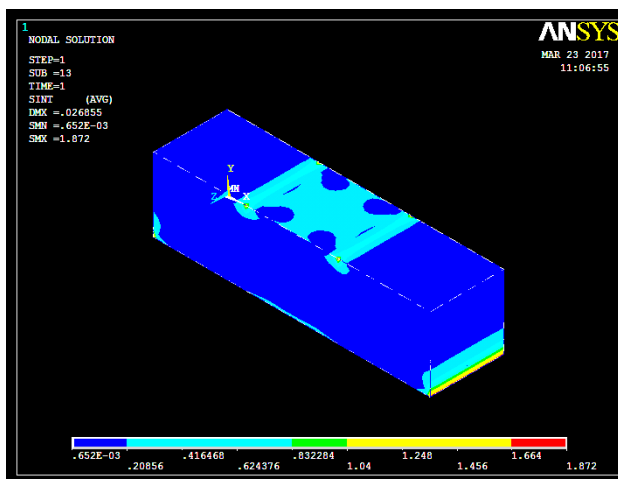 1
NODAL SOLUTION
ANSYS
MAR 23 2017
11:06:55
STEP=1
SUB =13
TIME=1
SINT (AVG)
DMX =.026855
SMN =.652E-03
SMX =1.872
Y
MN X
Z
.652E-03 .416468 .832284 1.248 1.664
.20856 .624376 1.04 1.456 1.872